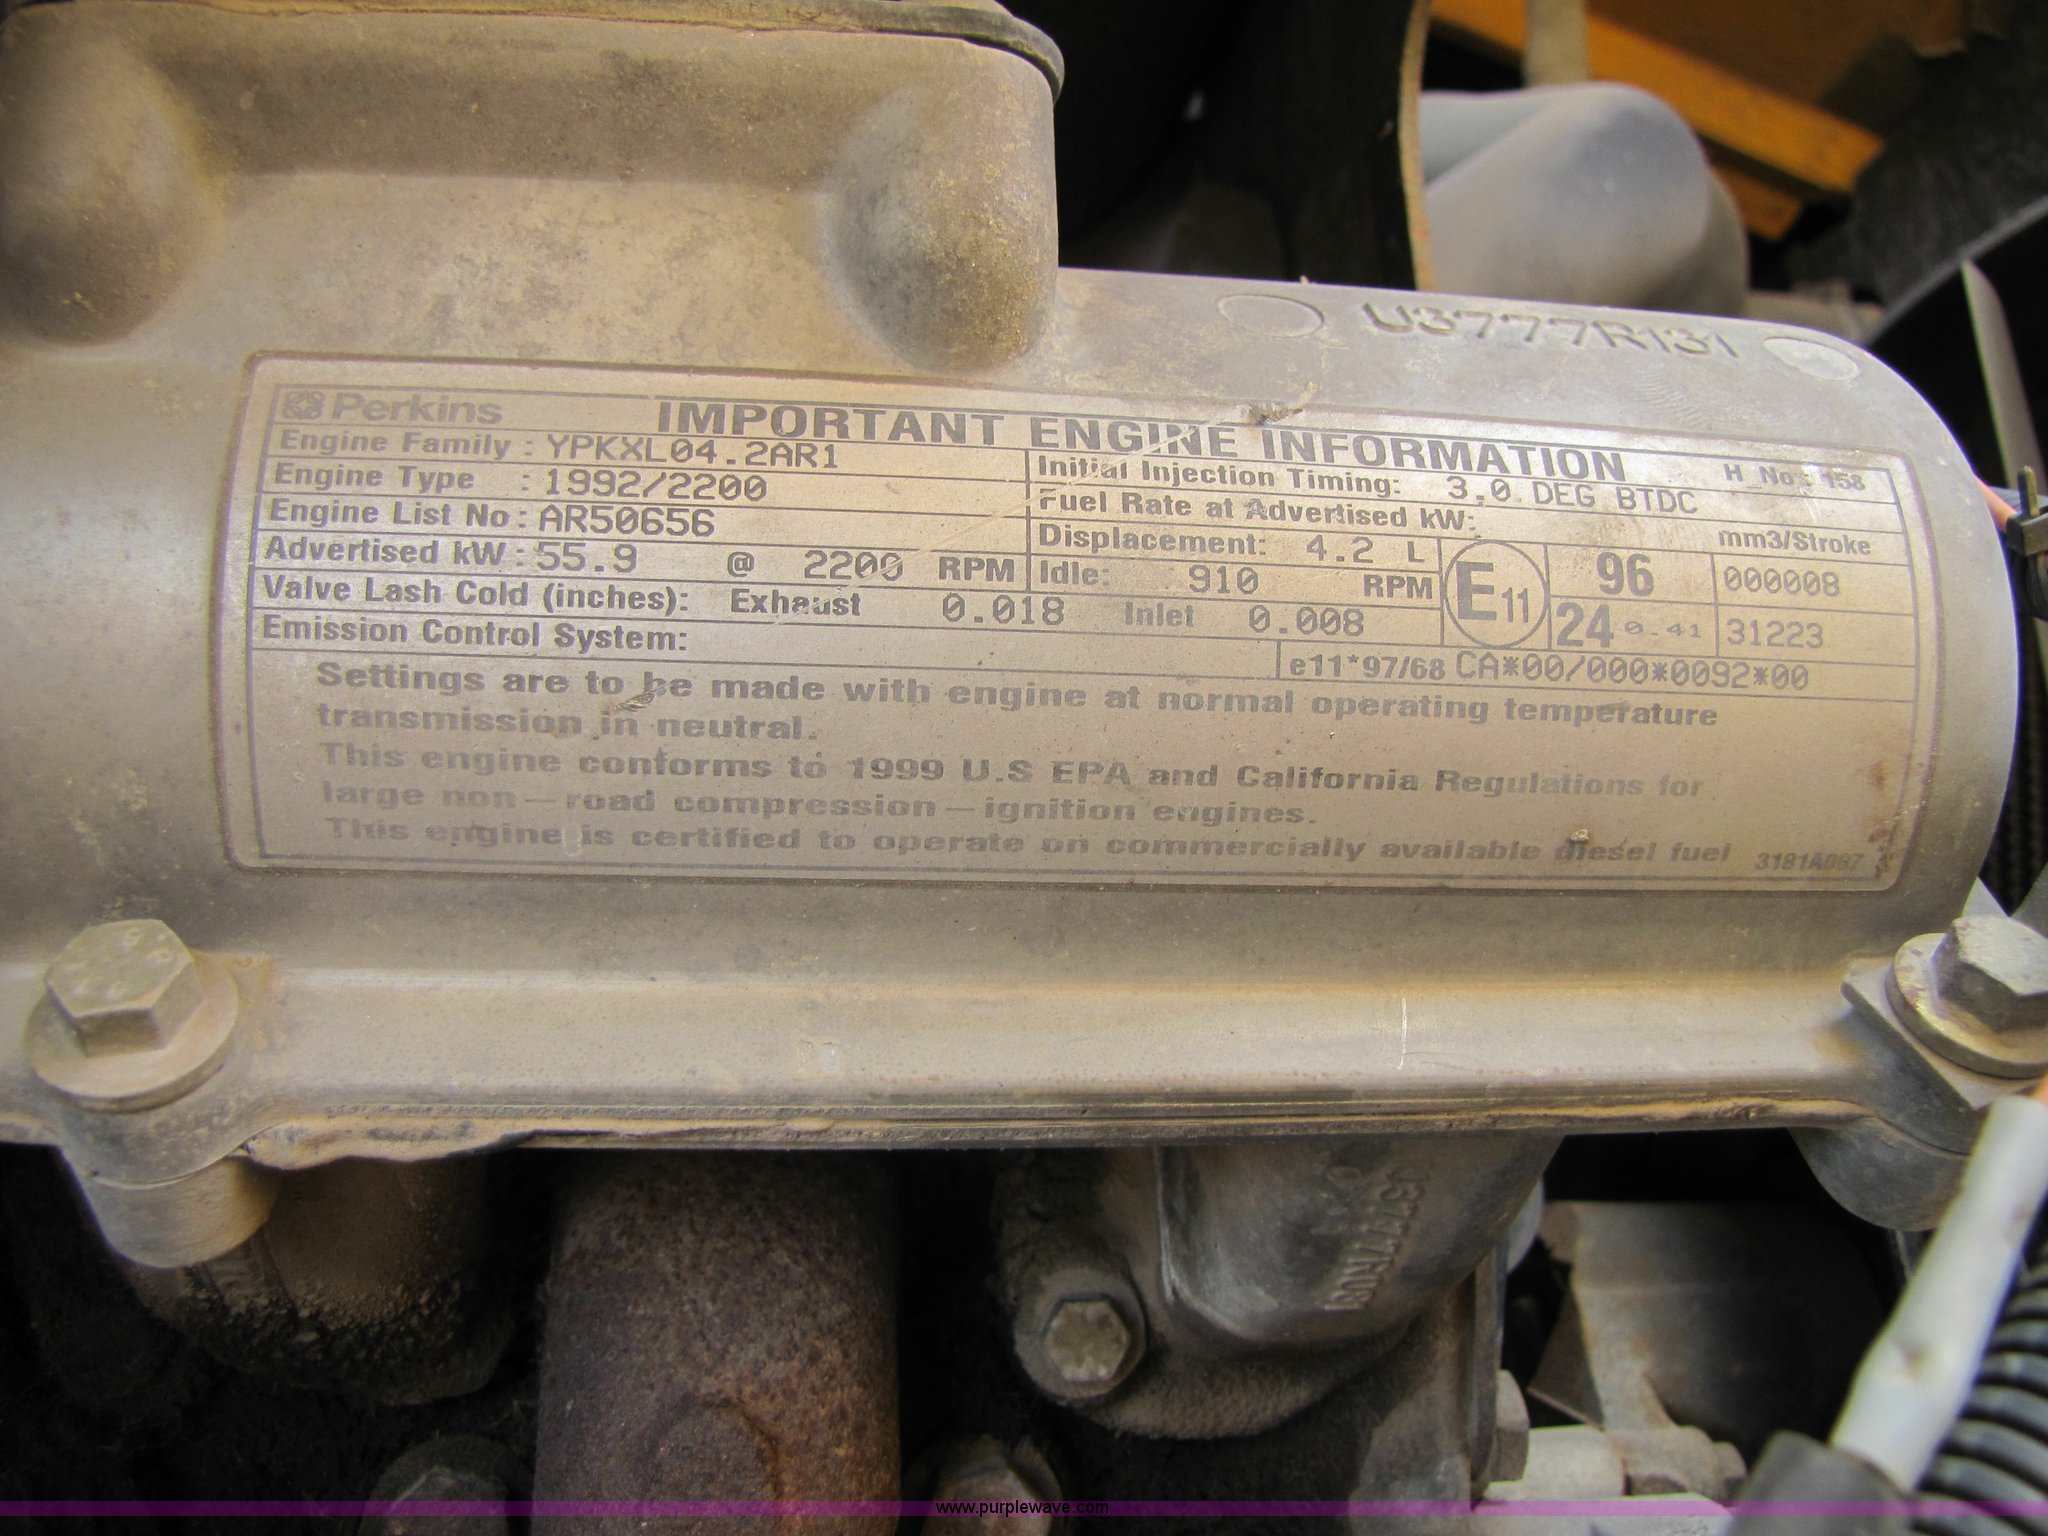 U3777R131
Perkins IMPORTANT ENGINE INFORMATION
H No : 158
Engine Family : YPKXL04.2AR1
Engine Type : 1992/2200
Engine List No : AR50656
Advertised kW : 55.9 @ 2200 RPM
Initial Injection Timing: 3,0 DEG BTDC
Fuel Rate at Advertised kW: mm3/Stroke
Displacement: 4.2 L
Idle: 910 RPM
Valve Lash Cold (inches): Exhaust 0.018 Inlet 0.008
E11 96 000008
24 0.41 31223
Emission Control System:
e11*97/68 CA*00/000*0092*00
Settings are to be made with engine at normal operating temperature
transmission in neutral.
This engine conforms to 1999 U.S EPA and California Regulations for
large non-road compression-ignition engines.
This engine is certified to operate on commercially available diesel fuel
www.purplewave.com